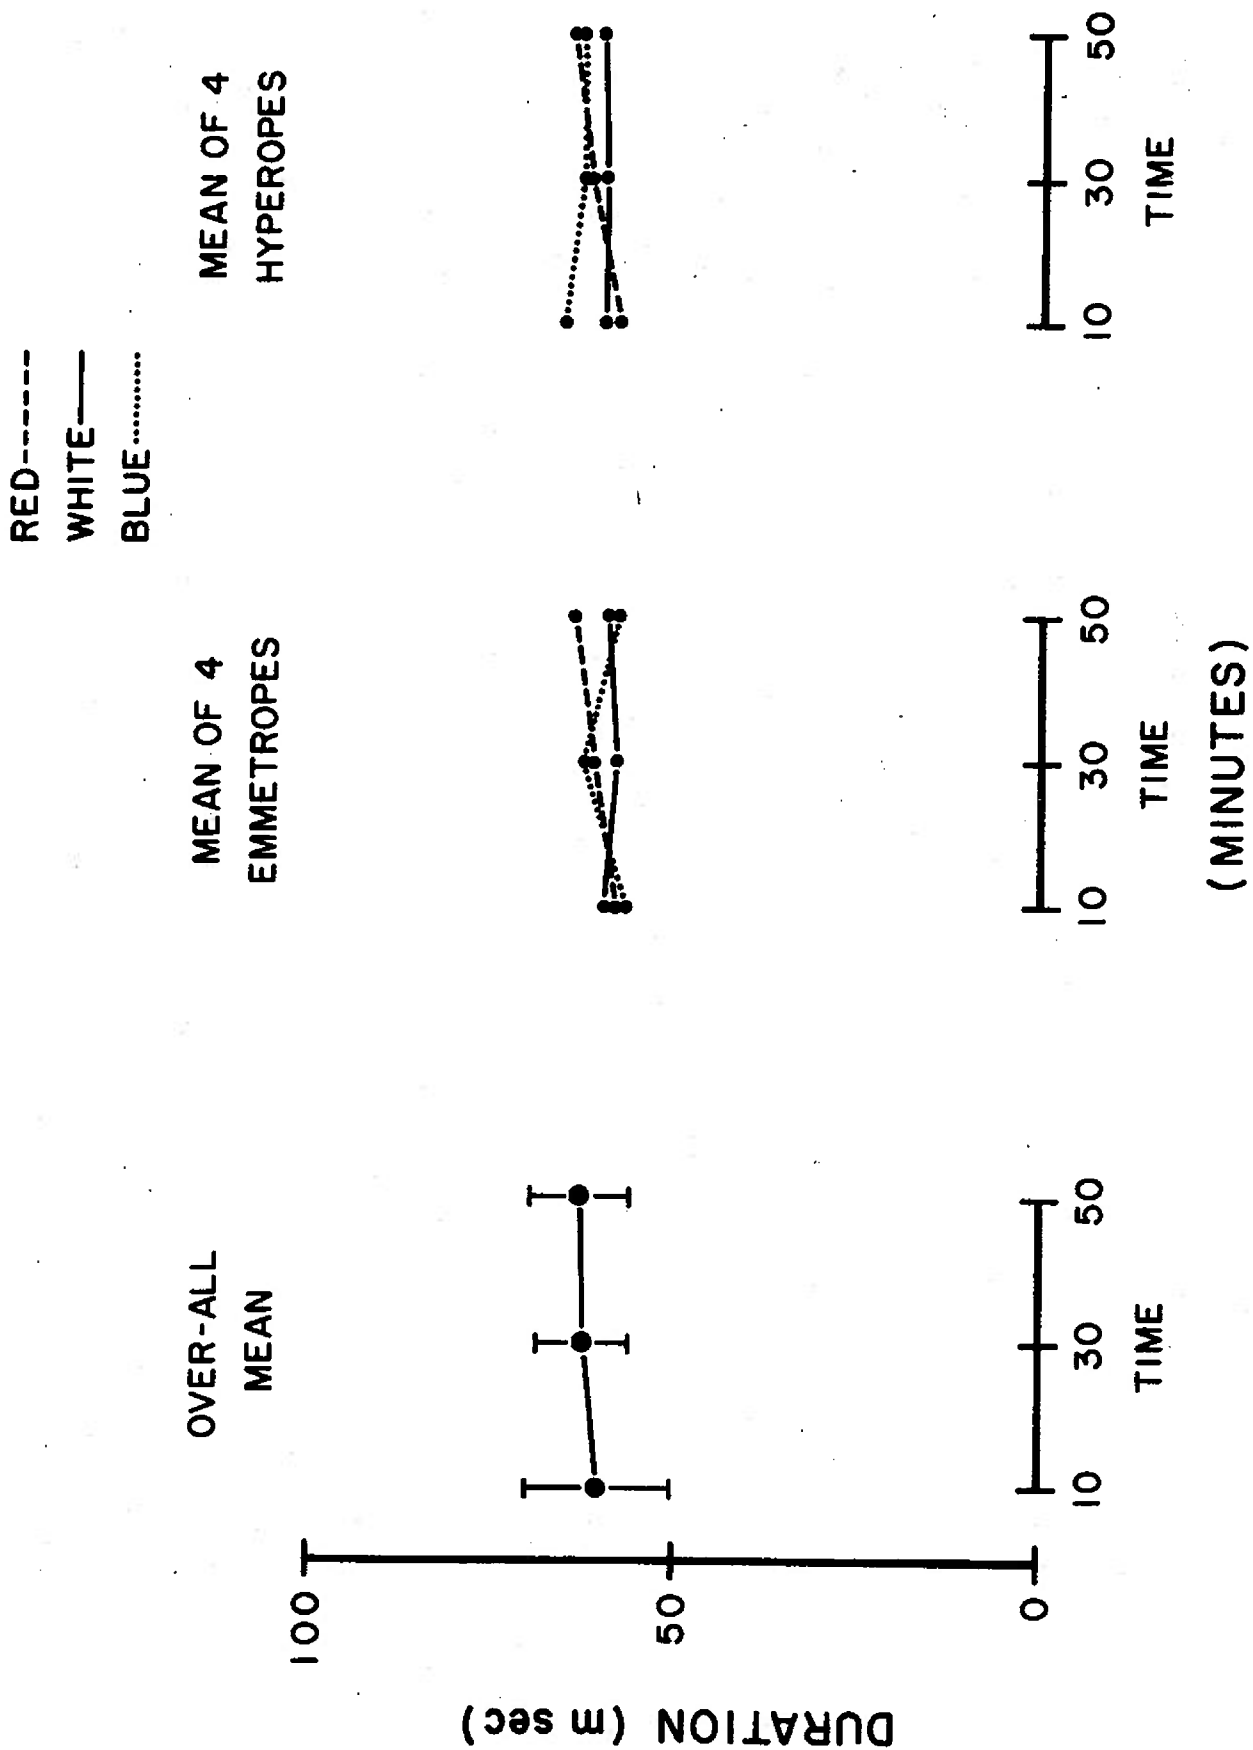 RED
WHITE
BLUE
OVER-ALL
MEAN
MEAN OF 4
EMMETROPES
MEAN OF 4
HYPEROPES
DURATION (m sec)
100
50
0
10 30 50
TIME
10 30 50
TIME
10 30 50
TIME
(MINUTES)